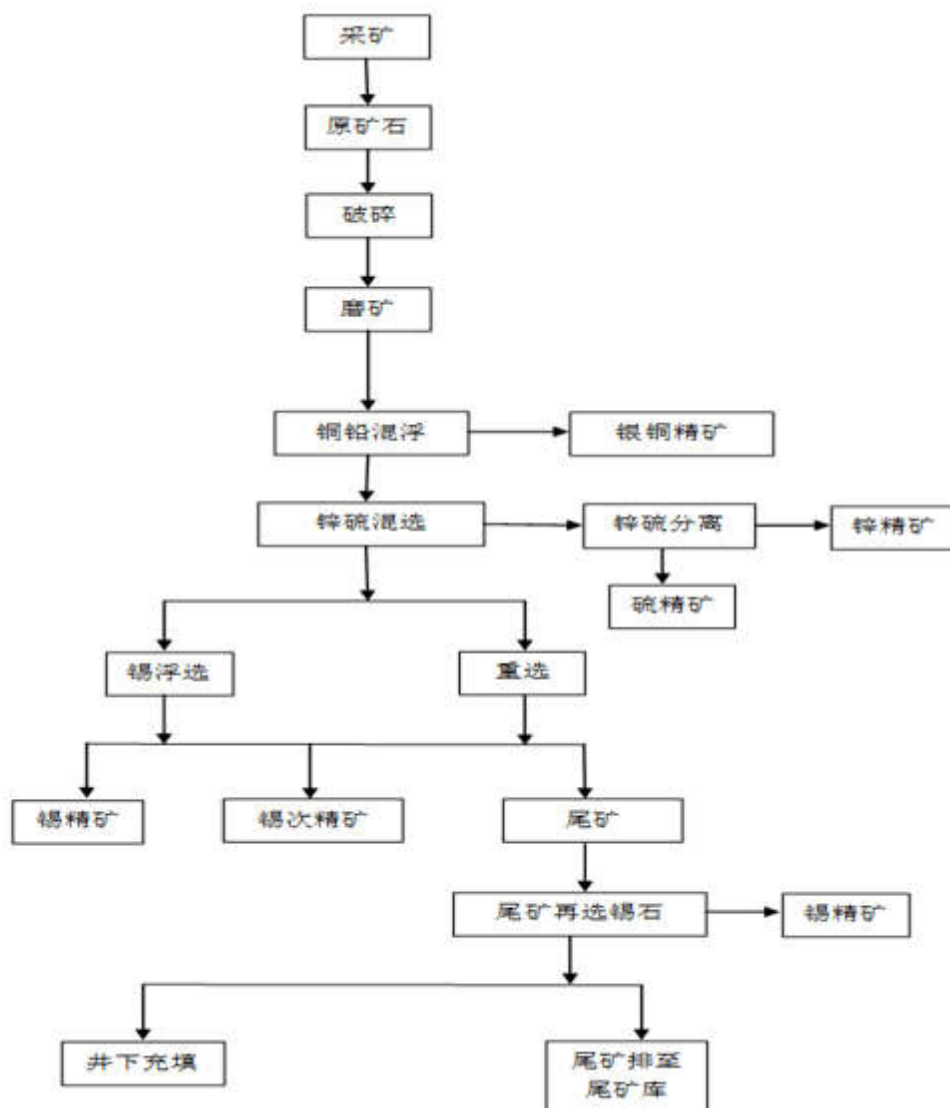 采矿
原矿石
破碎
磨矿
铜铅混浮
银铜精矿
锌硫混选
锌硫分离
锌精矿
硫精矿
锡浮选
重选
锡精矿
锡次精矿
尾矿
尾矿再选锡石
锡精矿
井下充填
尾矿排至
尾矿库